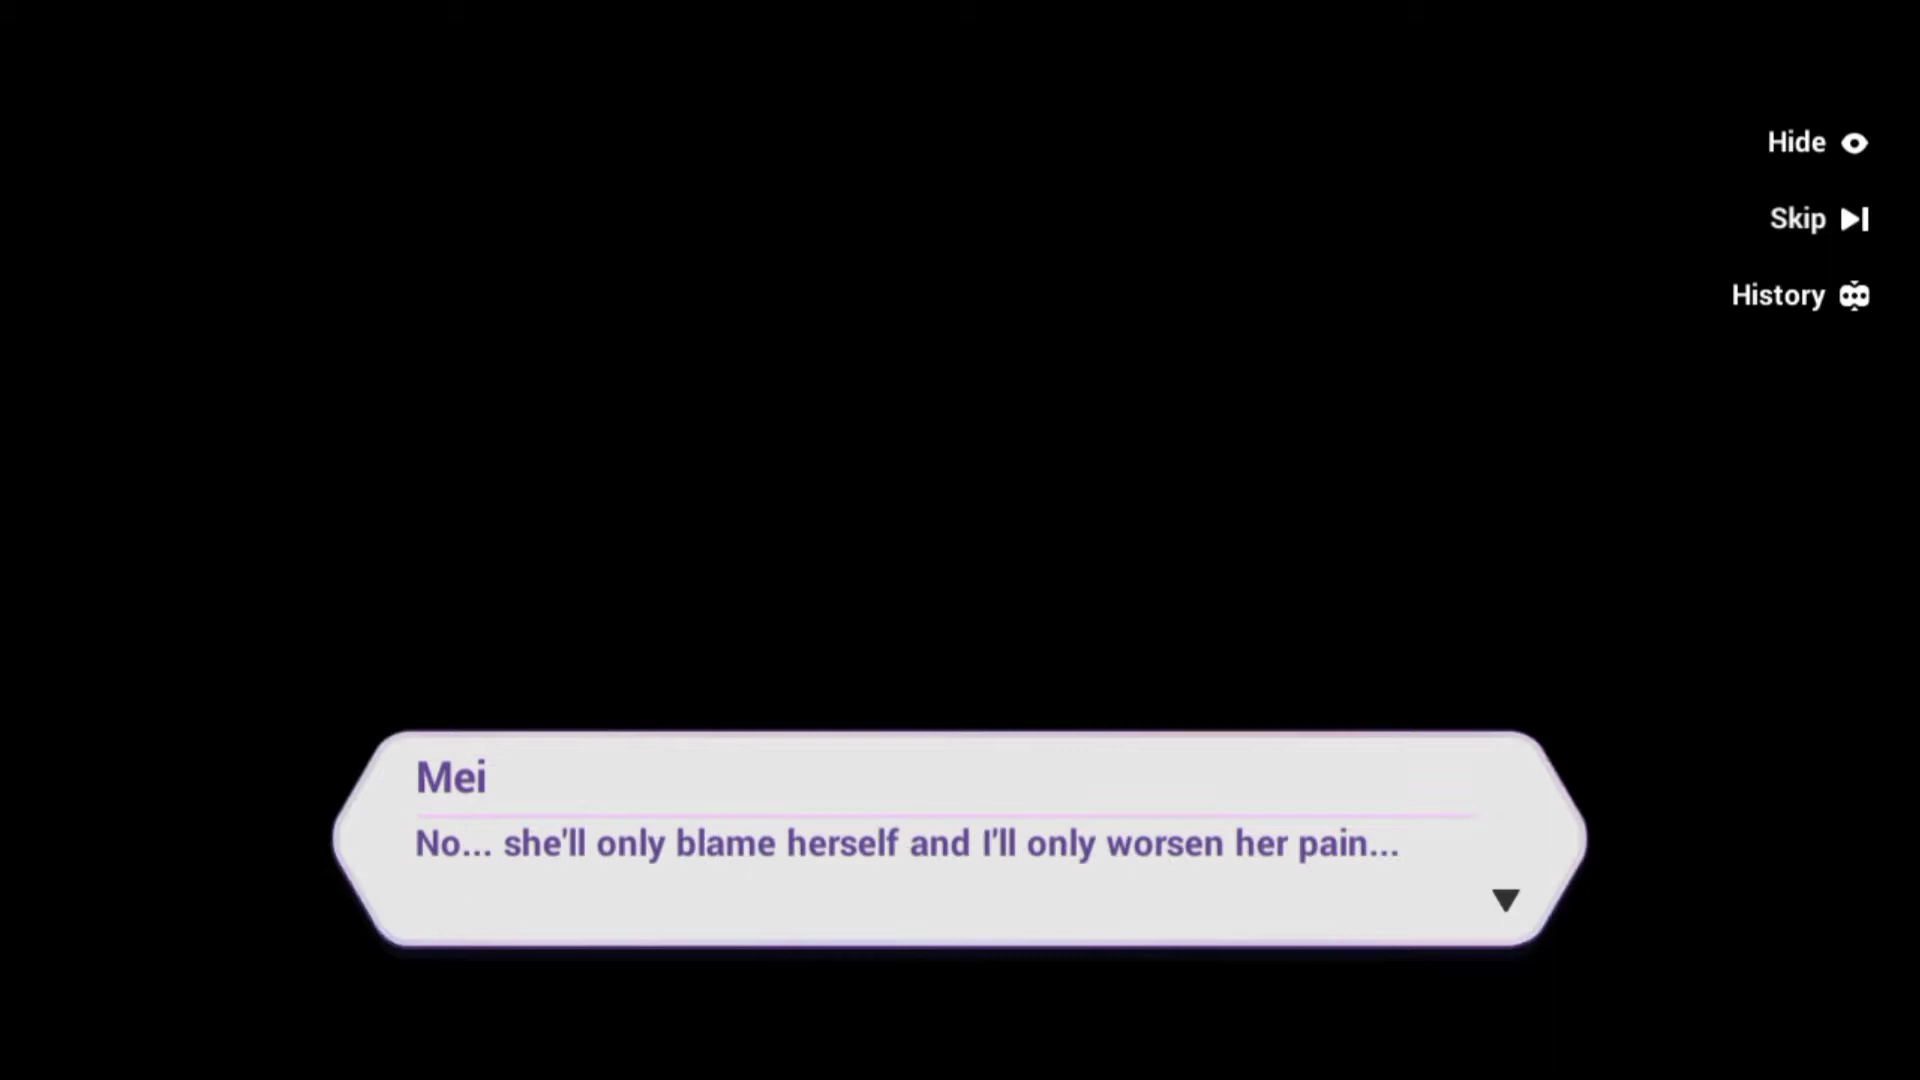 Hide
Skip
History
Mei
No... she'll only blame herself and I'll only worsen her pain...